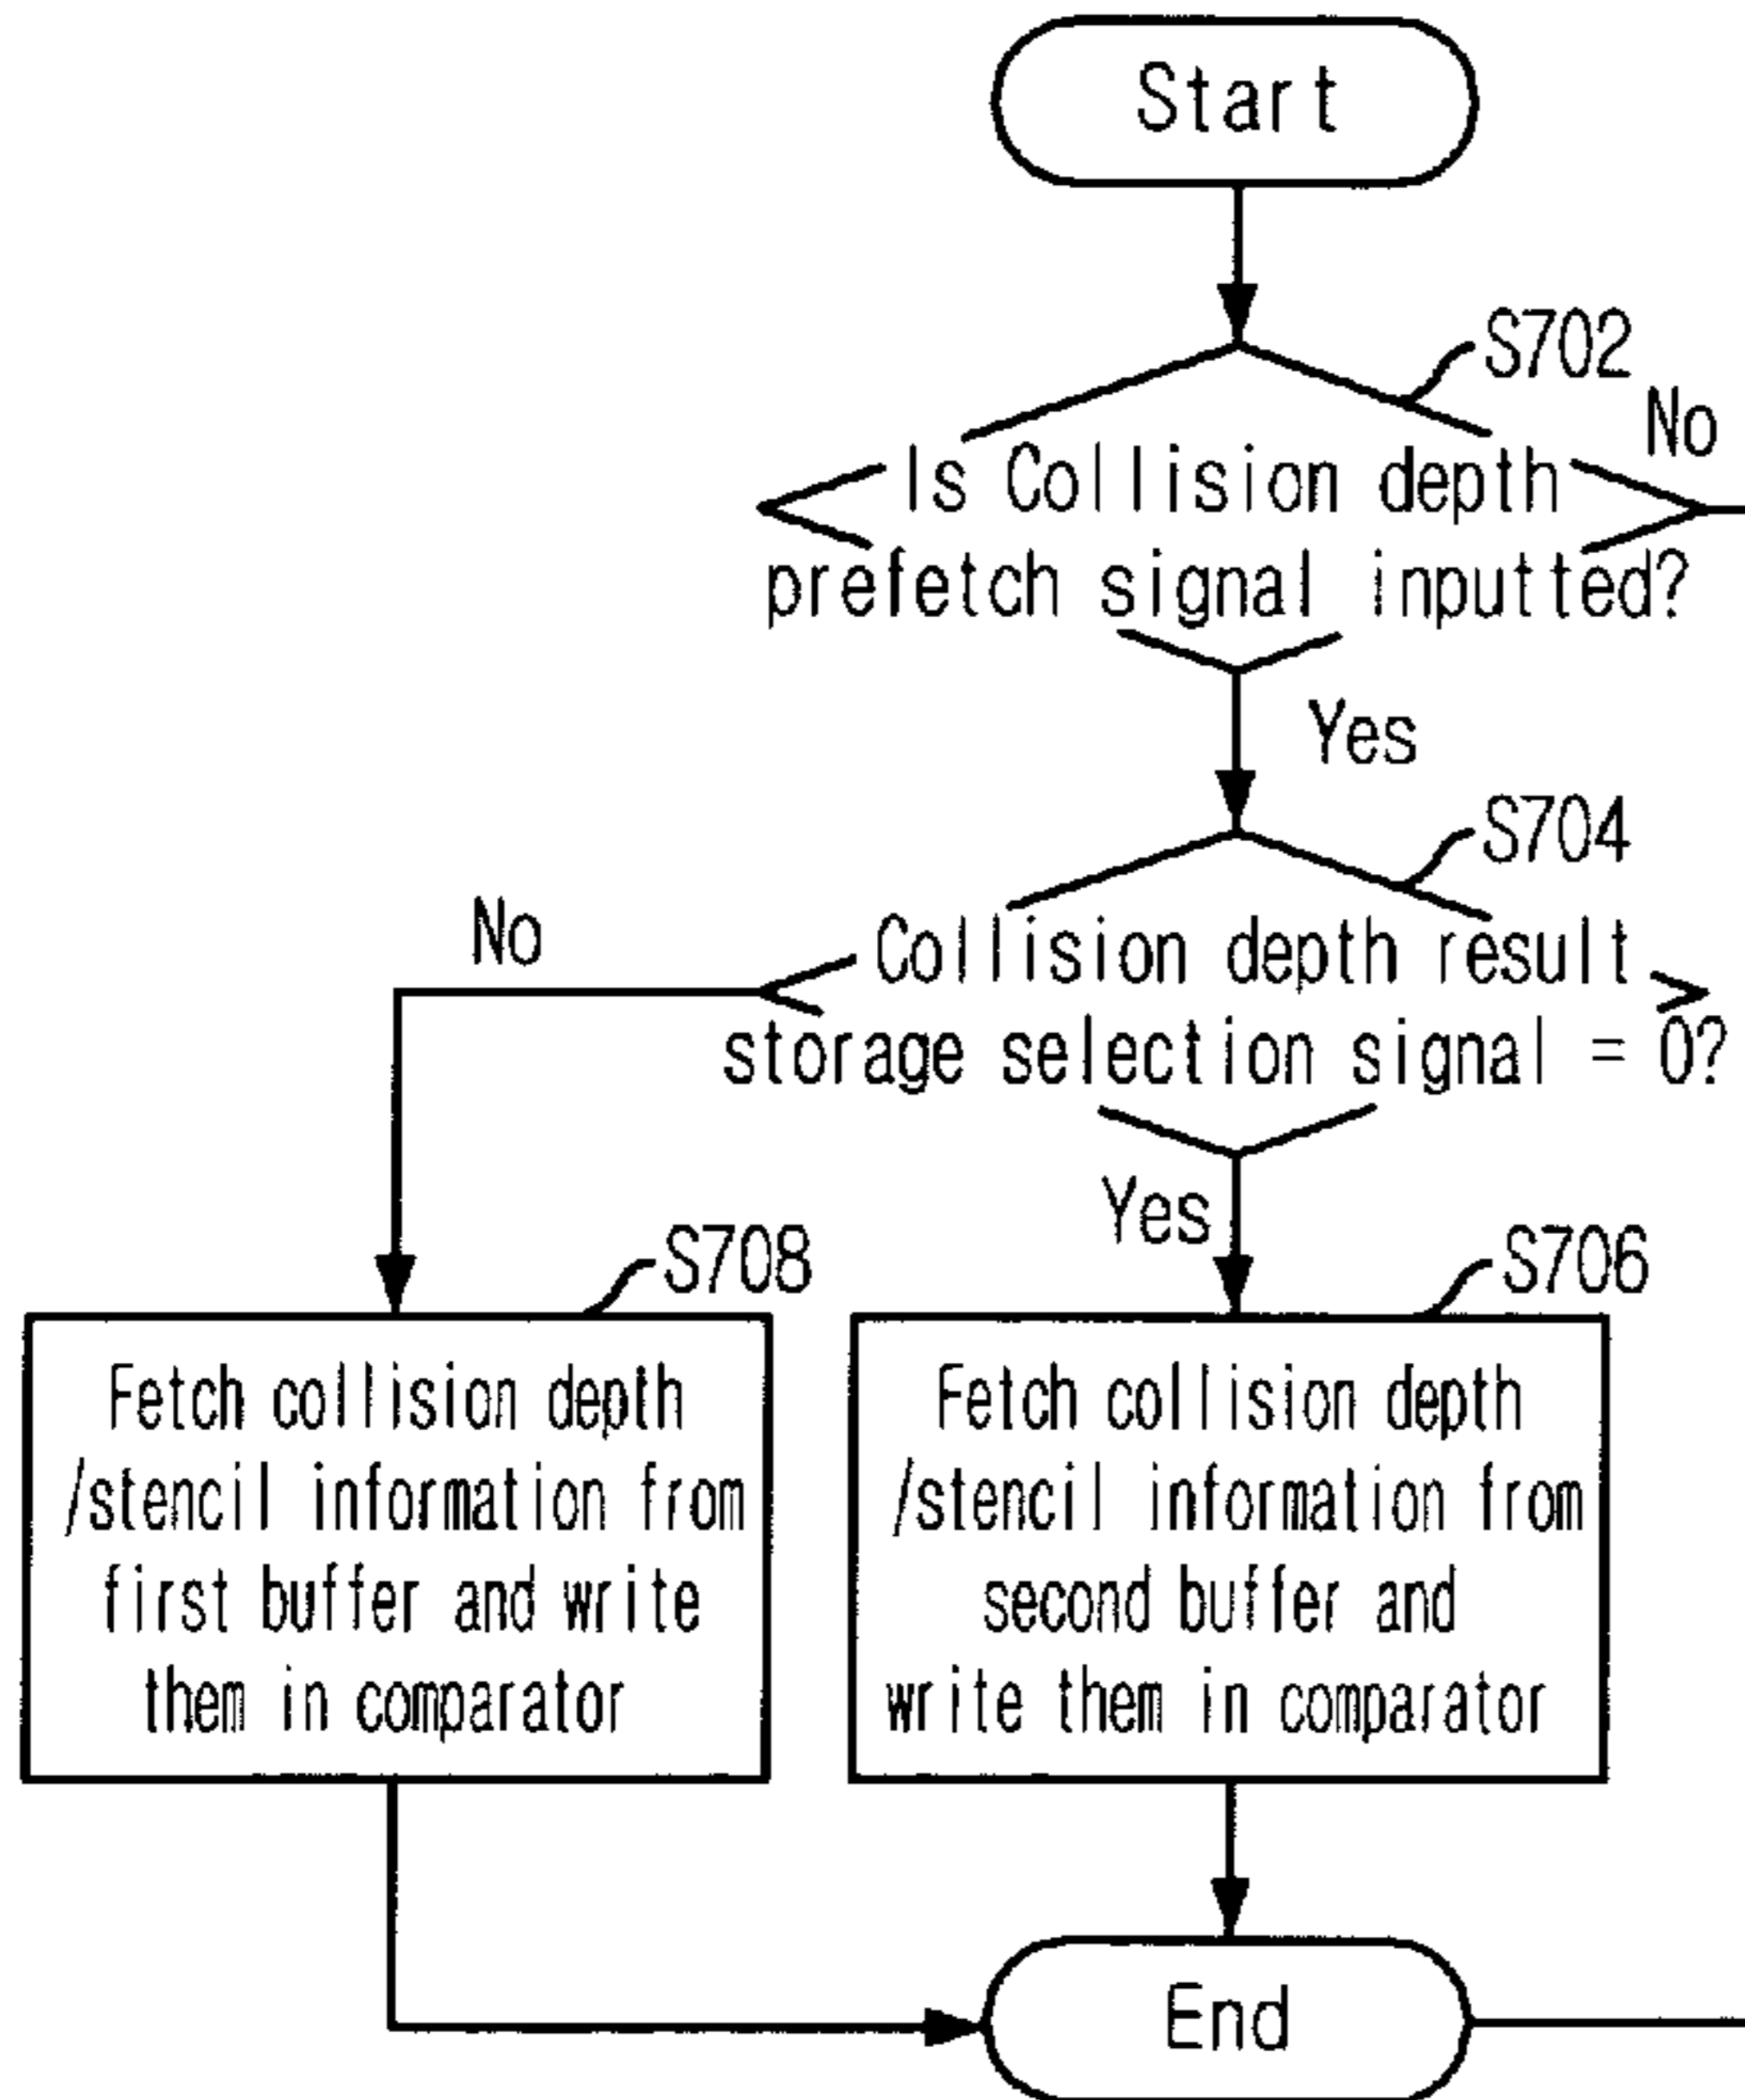 Start
S702
No
Is Collision depth
prefetch signal inputted?
Yes
S704
No
Collision depth result
storage selection signal = 0?
Yes
S708
S706
Fetch collision depth
/stencil information from
first buffer and write
them in comparator
Fetch collision depth
/stencil information from
second buffer and
write them in comparator
End